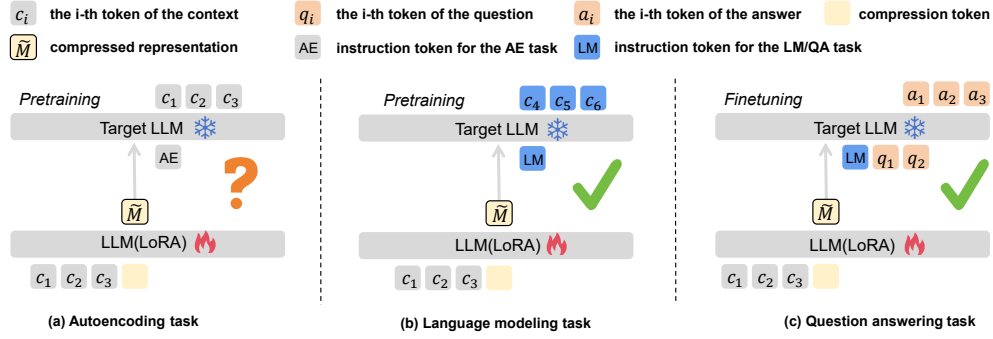 c_i the i-th token of the context q_i the i-th token of the question a_i the i-th token of the answer compression token
M̃ compressed representation AE instruction token for the AE task LM instruction token for the LM/QA task
Pretraining c_1 c_2 c_3
Target LLM
AE
?
M̃
LLM(LoRA)
c_1 c_2 c_3
(a) Autoencoding task
Pretraining c_4 c_5 c_6
Target LLM
LM
M̃
LLM(LoRA)
c_1 c_2 c_3
(b) Language modeling task
Finetuning a_1 a_2 a_3
Target LLM
LM q_1 q_2
M̃
LLM(LoRA)
c_1 c_2 c_3
(c) Question answering task